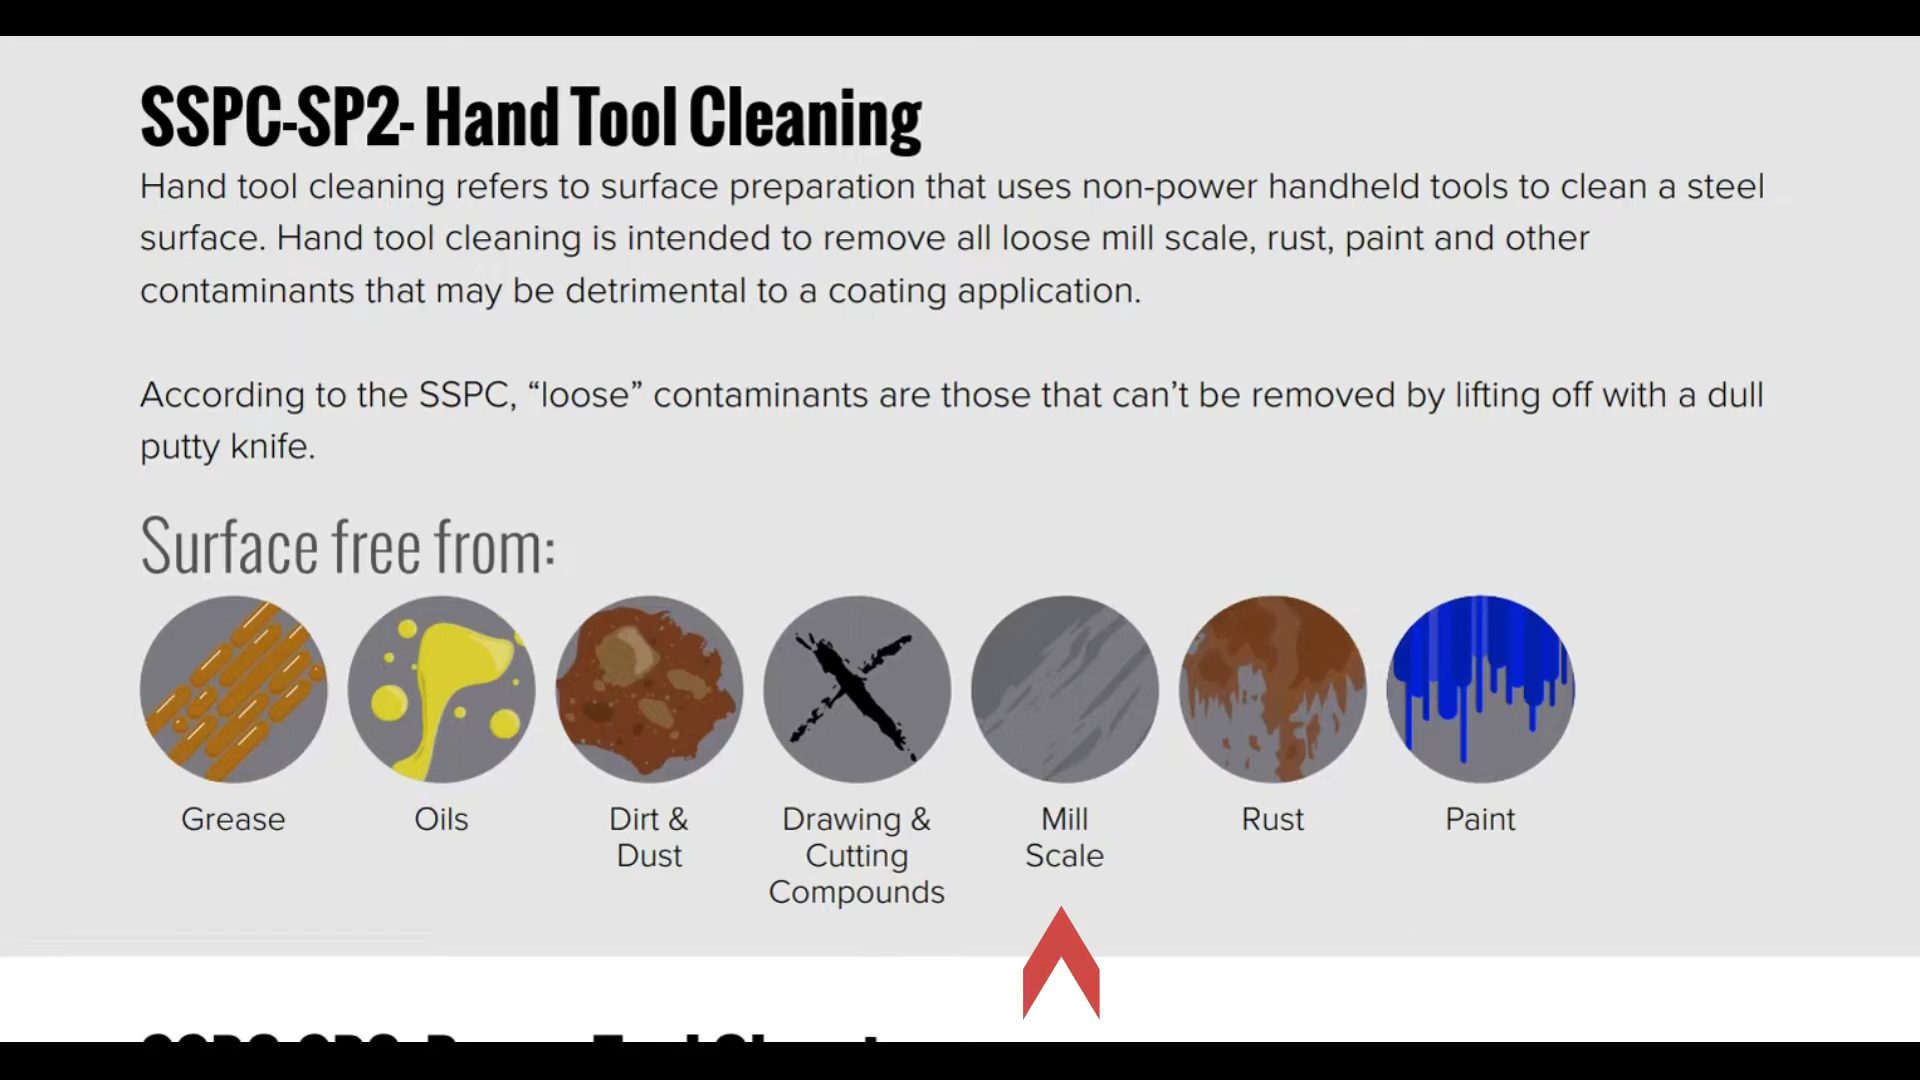 SSPC-SP2- Hand Tool Cleaning
Hand tool cleaning refers to surface preparation that uses non-power handheld tools to clean a steel
surface. Hand tool cleaning is intended to remove all loose mill scale, rust, paint and other
contaminants that may be detrimental to a coating application.
According to the SSPC, “loose” contaminants are those that can’t be removed by lifting off with a dull
putty knife.
Surface free from:
Grease
Oils
Dirt &
Dust
Drawing &
Cutting
Compounds
Mill
Scale
Rust
Paint